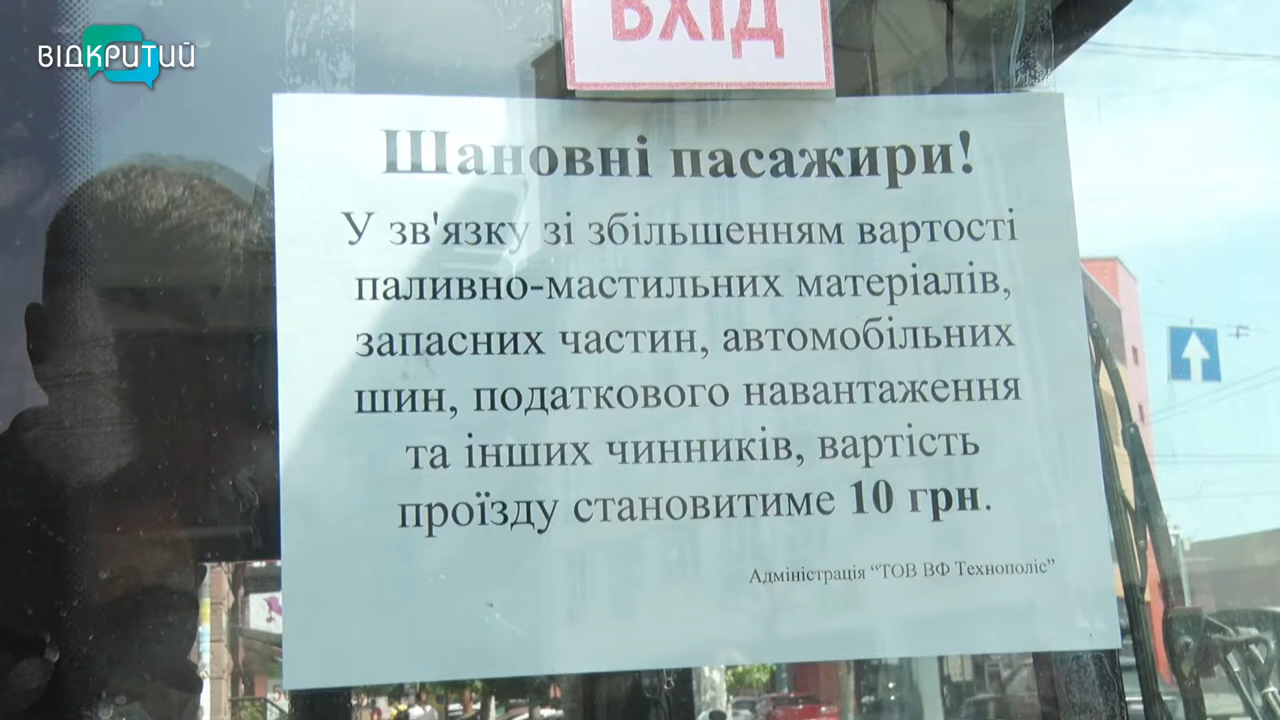 ВІДКРИТИЙ
ВХІД
Шановні пасажири!
У зв'язку зі збільшенням вартості
паливно-мастильних матеріалів,
запасних частин, автомобільних
шин, податкового навантаження
та інших чинників, вартість
проїзду становитиме 10 грн.
Адміністрація “ТОВ ВФ Технополіс”